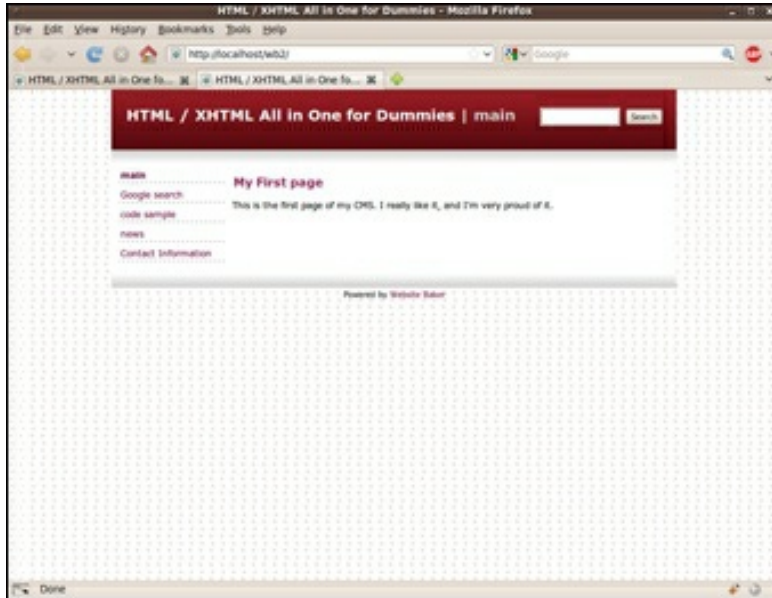 HTML / XHTML All in One for Dummies - Mozilla Firefox
File Edit View History Bookmarks Tools Help
http://localhost/wb2/ Google
HTML / XHTML All in One fo... HTML / XHTML All in One fo...
HTML / XHTML All in One for Dummies | main Search
main
Google search
code sample
news
Contact Information
My First page
This is the first page of my CMS. I really like it, and I'm very proud of it.
Powered by Website Baker
Done